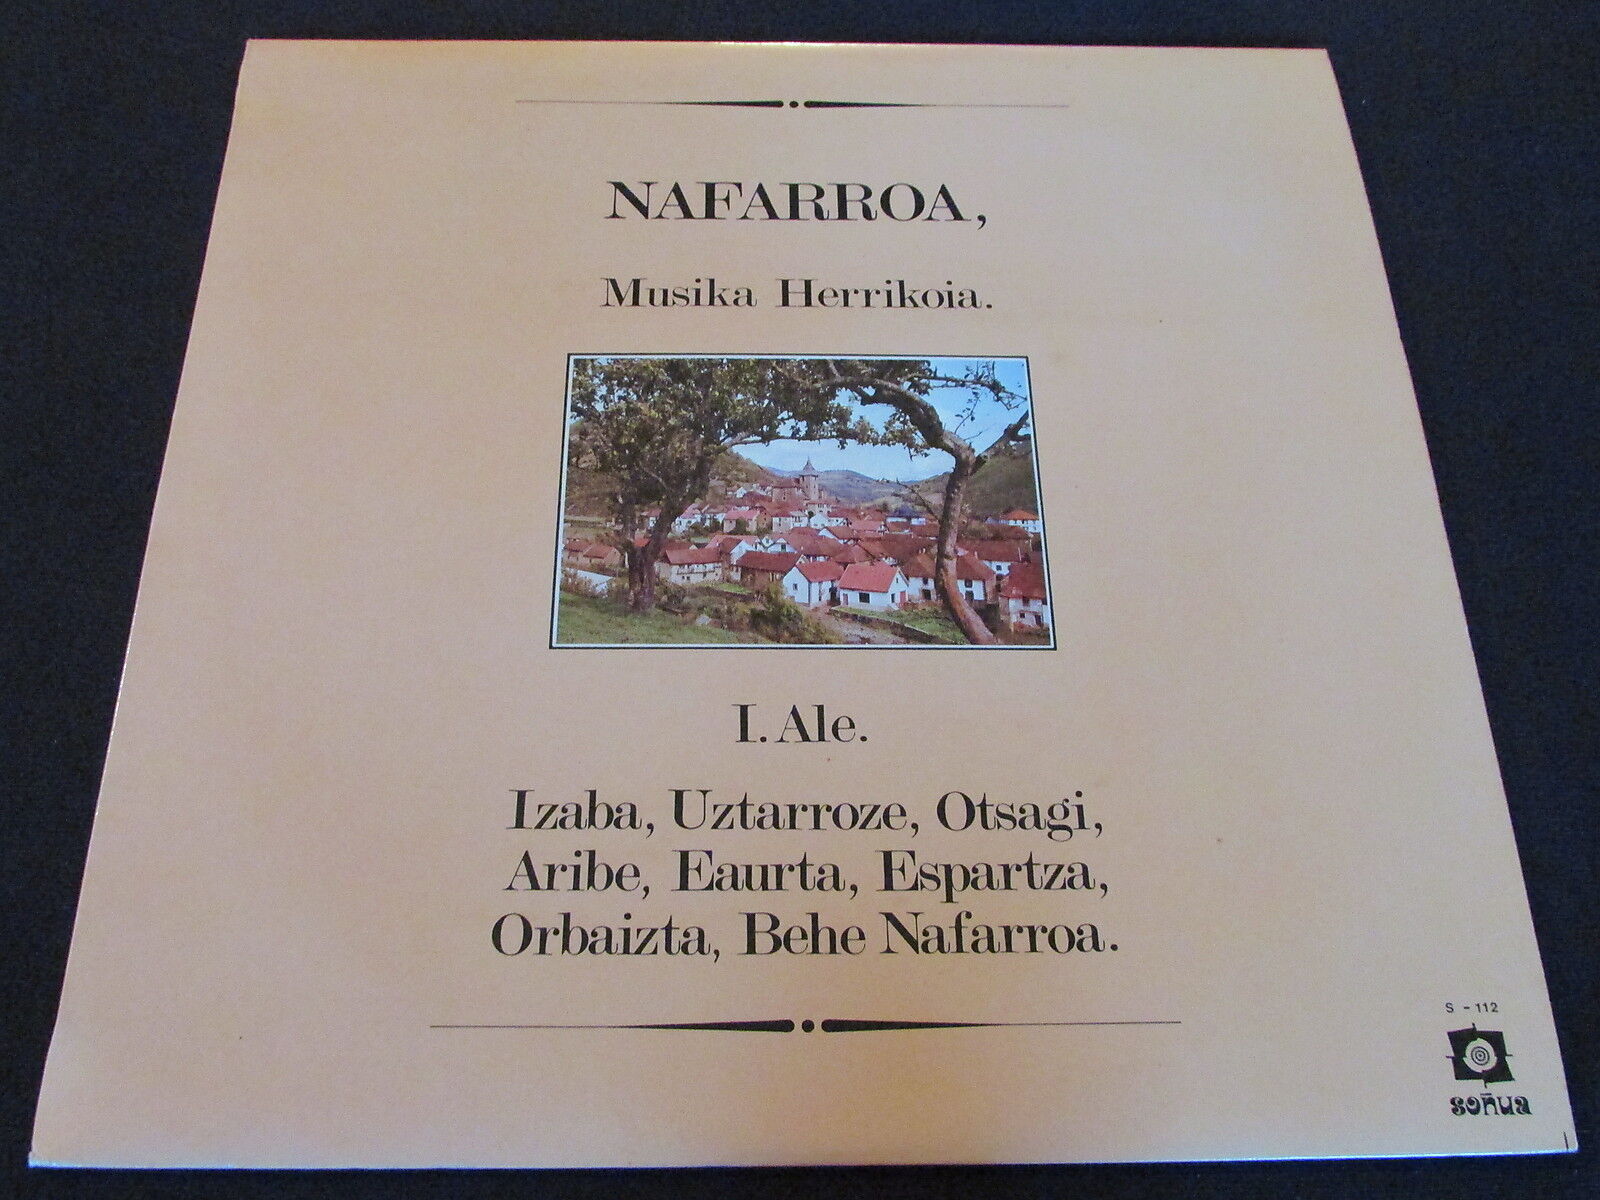 NAFARROA,
Musika Herrikoia.
I. Ale.
Izaba, Uztarroze, Otsagi,
Aribe, Eaurta, Espartza,
Orbaizta, Behe Nafarroa.
S - 112
soñua